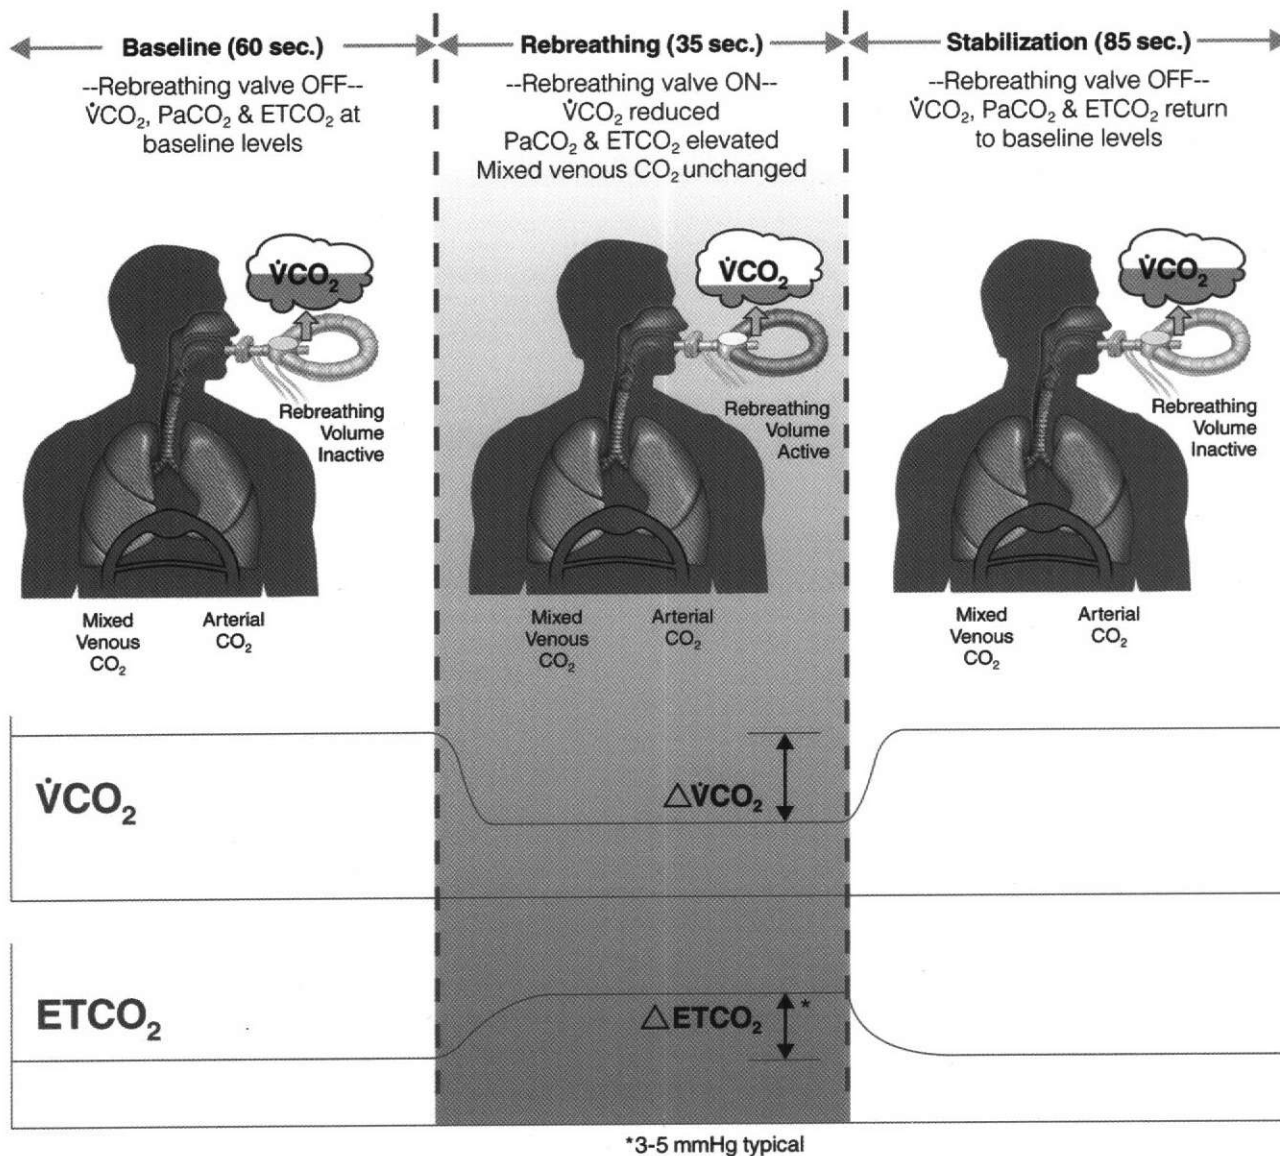 Baseline (60 sec.)
--Rebreathing valve OFF--
V̇CO₂, PaCO₂ & ETCO₂ at
baseline levels
Rebreathing (35 sec.)
--Rebreathing valve ON--
V̇CO₂ reduced
PaCO₂ & ETCO₂ elevated
Mixed venous CO₂ unchanged
Stabilization (85 sec.)
--Rebreathing valve OFF--
V̇CO₂, PaCO₂ & ETCO₂ return
to baseline levels
V̇CO₂
Rebreathing
Volume
Inactive
Mixed
Venous
CO₂
Arterial
CO₂
V̇CO₂
Rebreathing
Volume
Active
Mixed
Venous
CO₂
Arterial
CO₂
V̇CO₂
Rebreathing
Volume
Inactive
Mixed
Venous
CO₂
Arterial
CO₂
V̇CO₂
△V̇CO₂
ETCO₂
△ETCO₂ *
*3-5 mmHg typical